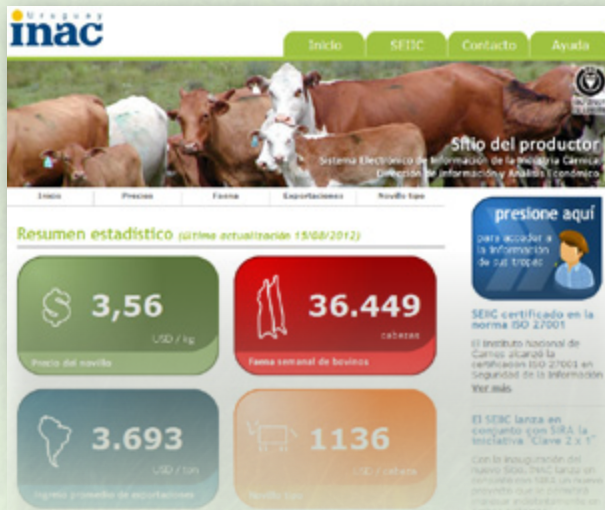 Uruguay
inac
Inicio SEIIC Contacto Ayuda
Sitio del productor
Sistema Electrónico de Información de la Industria Cárnica
Dirección de Información y Análisis Económico
Inicio Precios Faena Exportaciones Novillo tipo
Resumen estadístico (última actualización 15/08/2012)
3,56
USD / kg
Precio del novillo
36.449
cabezas
Faena semanal de bovinos
3.693
USD / ton
Ingreso promedio de exportaciones
1136
USD / cabeza
Novillo tipo
presione aquí
para acceder a
la información
de sus tropas
SEIIC certificado en la
norma ISO 27001
El Instituto Nacional de
Carnes alcanzó la
certificación ISO 27001 en
Seguridad de la Información
Ver más
El SEIIC lanza en
conjunto con SIRA la
iniciativa "Clave 2 x 1"
Con la inauguración del